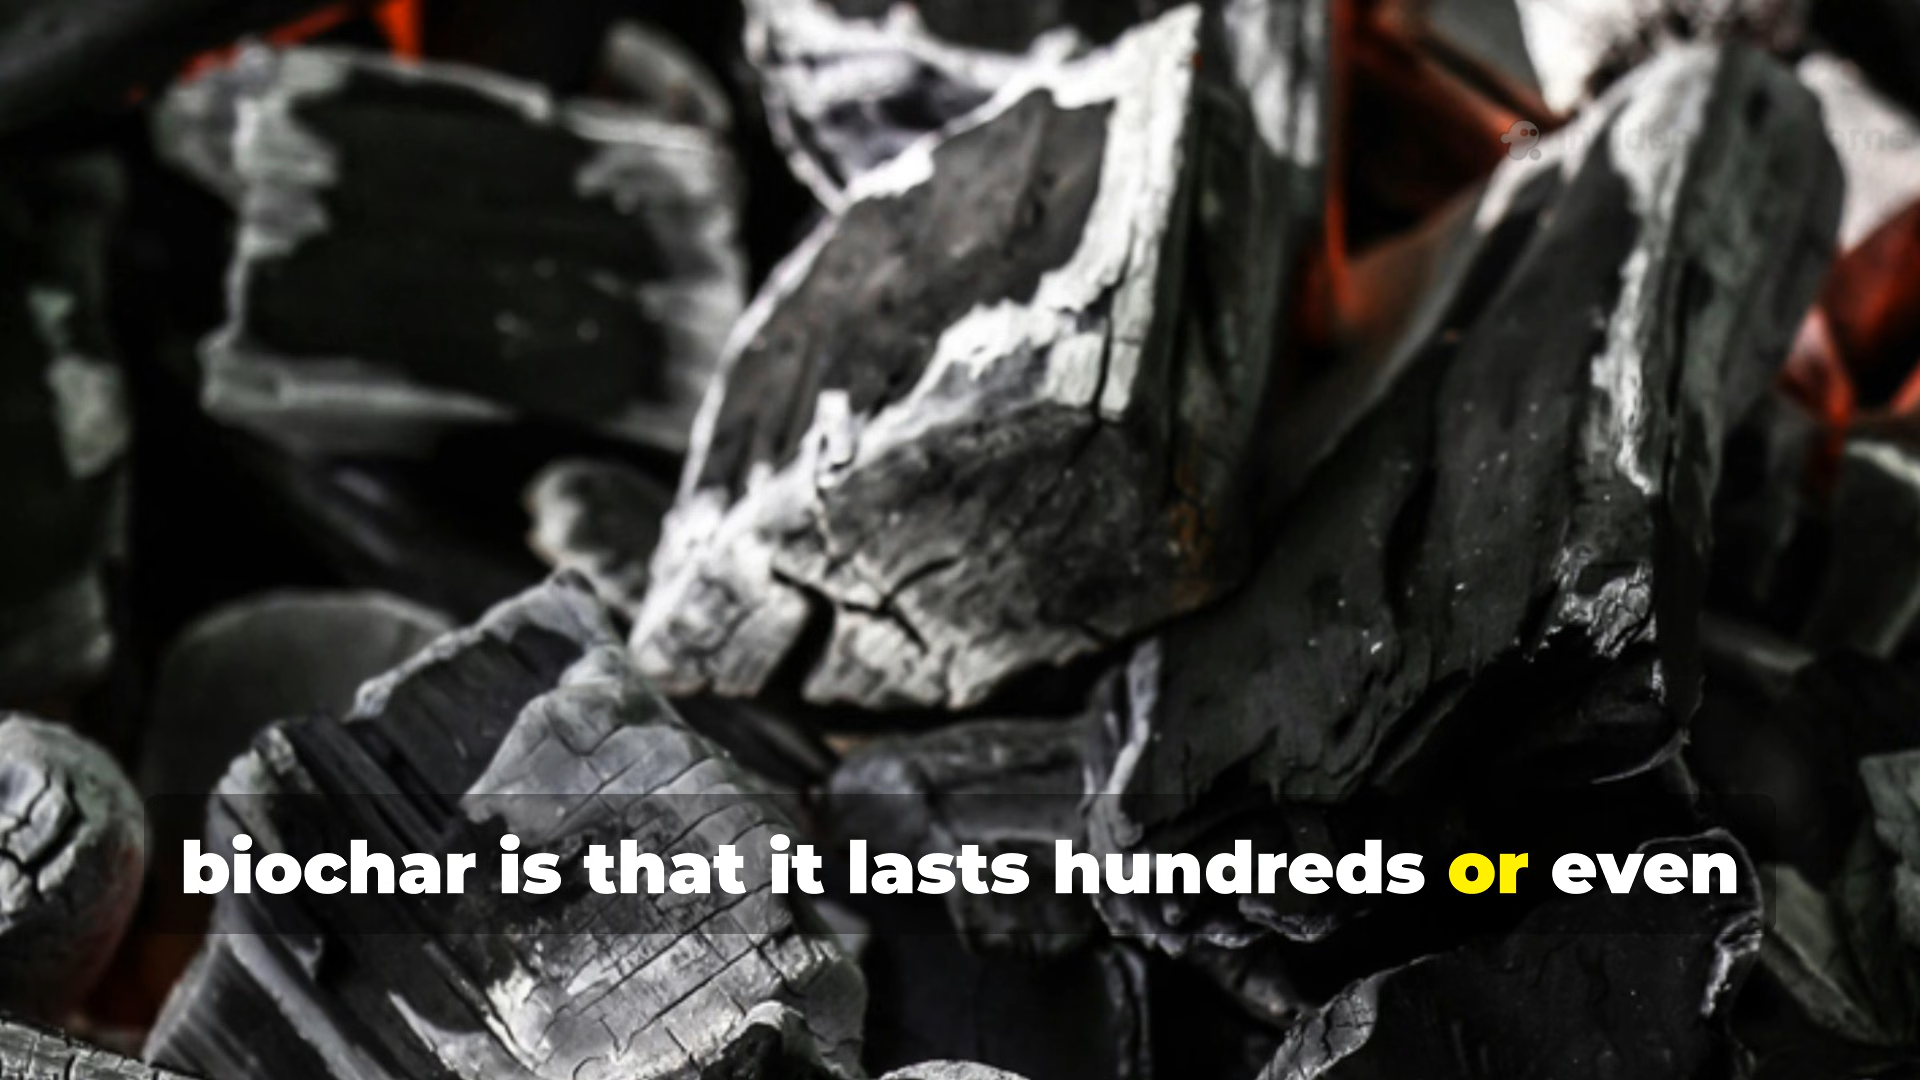 biochar is that it lasts hundreds or even